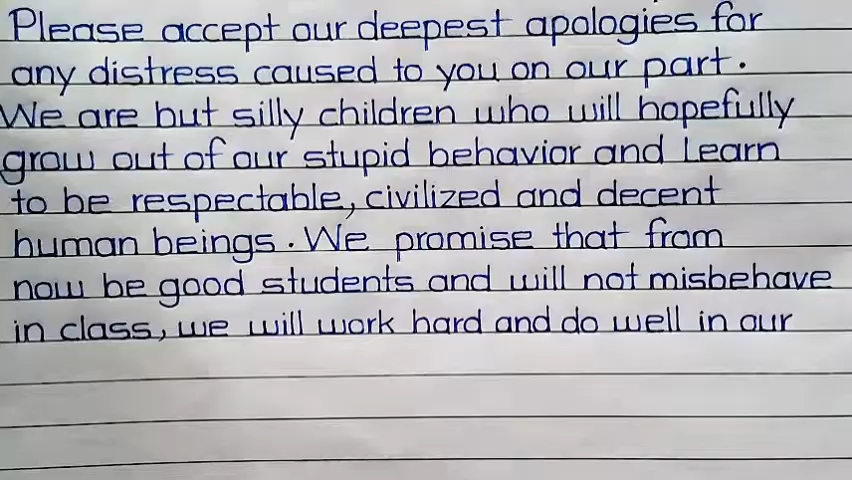 Please accept our deepest apologies for
any distress caused to you on our part.
We are but silly children who will hopefully
grow out of our stupid behavior and learn
to be respectable, civilized and decent
human beings. We promise that from
now be good students and will not misbehave
in class, we will work hard and do well in our